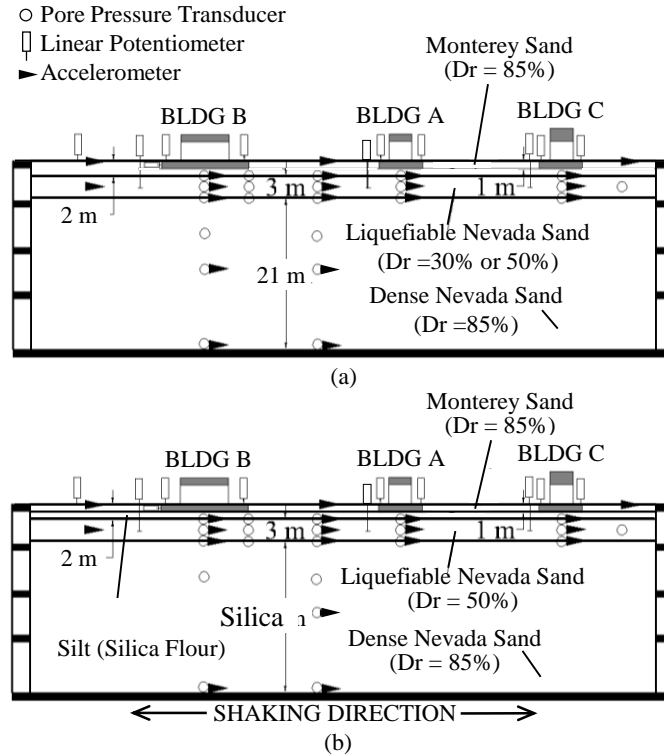 Pore Pressure Transducer
Linear Potentiometer
Accelerometer
Monterey Sand
(Dr = 85%)
BLDG B
BLDG A
BLDG C
3 m
1 m
2 m
Liquefiable Nevada Sand
(Dr =30% or 50%)
21 m
Dense Nevada Sand
(Dr =85%)
(a)
Monterey Sand
(Dr = 85%)
BLDG B
BLDG A
BLDG C
3 m
1 m
2 m
Liquefiable Nevada Sand
(Dr = 50%)
Silica
Silt (Silica Flour)
Dense Nevada Sand
(Dr = 85%)
SHAKING DIRECTION
(b)